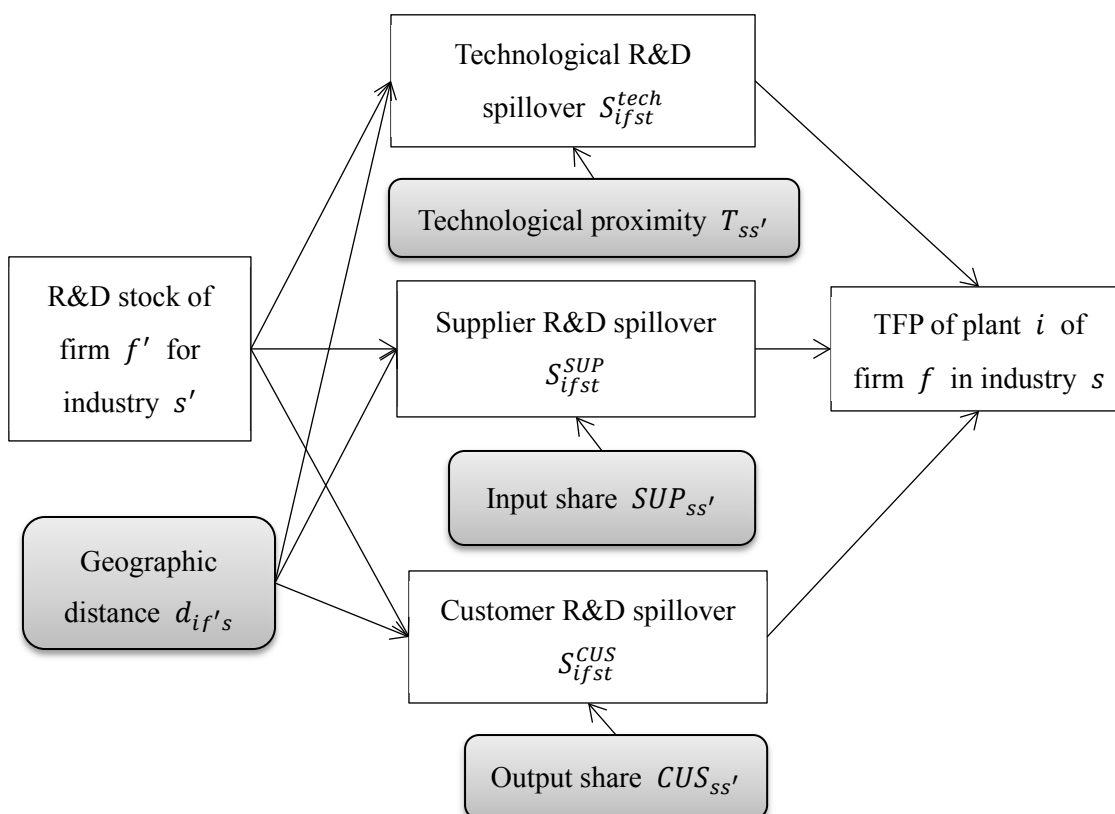 Technological R&D
spillover $S_{ifst}^{tech}$
Technological proximity $T_{ss'}$
R&D stock of
firm $f'$ for
industry $s'$
Supplier R&D spillover
$S_{ifst}^{SUP}$
TFP of plant $i$ of
firm $f$ in industry $s$
Input share $SUP_{ss'}$
Geographic
distance $d_{if's}$
Customer R&D spillover
$S_{ifst}^{CUS}$
Output share $CUS_{ss'}$